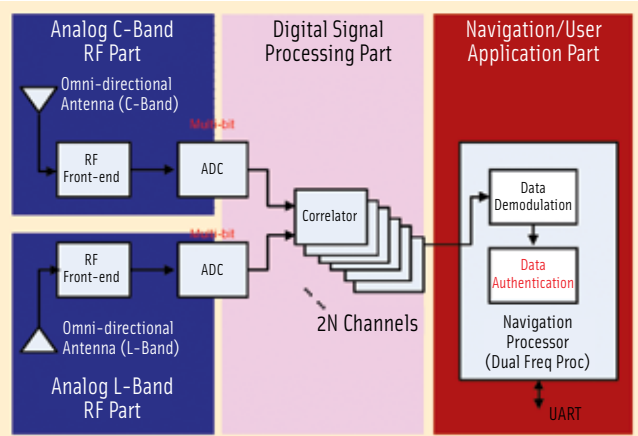 Analog C-Band
RF Part
Omni-directional
Antenna (C-Band)
RF
Front-end
Multi-bit
ADC
Digital Signal
Processing Part
Navigation/User
Application Part
Correlator
Data
Demodulation
Data
Authentication
Multi-bit
RF
Front-end
ADC
Omni-directional
Antenna (L-Band)
Analog L-Band
RF Part
2N Channels
Navigation
Processor
(Dual Freq Proc)
UART